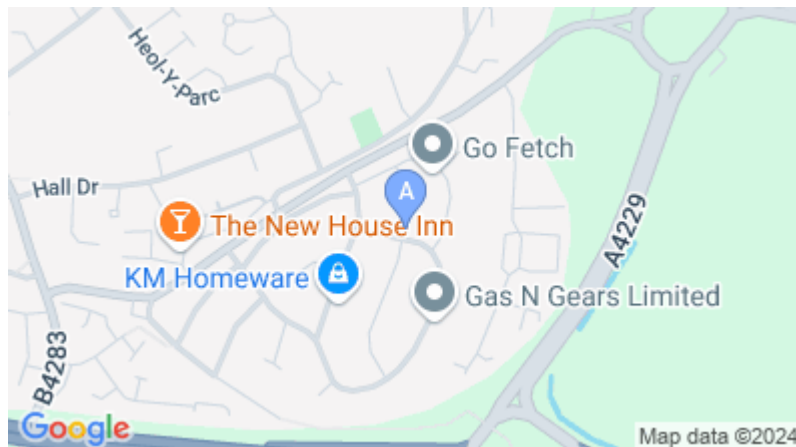 Heol-Y-Parc
Go Fetch
Hall Dr
A
The New House Inn
A4229
KM Homeware
Gas N Gears Limited
B4283
Google
Map data ©2024